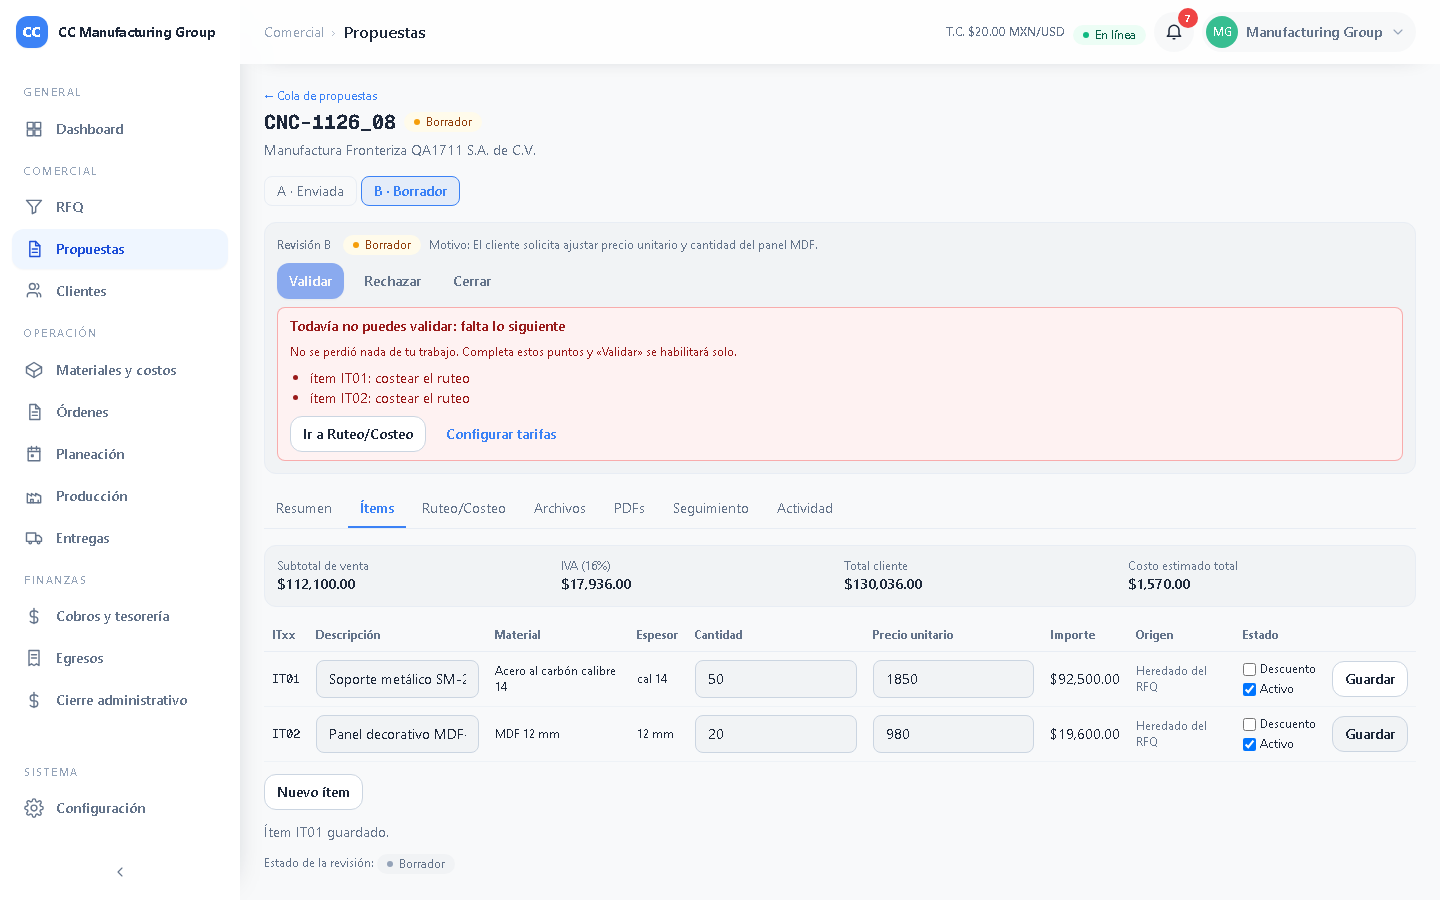 CC CC Manufacturing Group
GENERAL
Dashboard
COMERCIAL
RFQ
Propuestas
Clientes
OPERACIÓN
Materiales y costos
Órdenes
Planeación
Producción
Entregas
FINANZAS
Cobros y tesorería
Egresos
Cierre administrativo
SISTEMA
Configuración
Comercial › Propuestas
T.C. $20.00 MXN/USD En línea 7 MG Manufacturing Group
← Cola de propuestas
CNC-1126_08 Borrador
Manufactura Fronteriza QA1711 S.A. de C.V.
A · Enviada B · Borrador
Revisión B Borrador Motivo: El cliente solicita ajustar precio unitario y cantidad del panel MDF.
Validar Rechazar Cerrar
Todavía no puedes validar: falta lo siguiente
No se perdió nada de tu trabajo. Completa estos puntos y «Validar» se habilitará solo.
• ítem IT01: costear el ruteo
• ítem IT02: costear el ruteo
Ir a Ruteo/Costeo Configurar tarifas
Resumen Ítems Ruteo/Costeo Archivos PDFs Seguimiento Actividad
Subtotal de venta IVA (16%) Total cliente Costo estimado total
$112,100.00 $17,936.00 $130,036.00 $1,570.00
ITxx Descripción Material Espesor Cantidad Precio unitario Importe Origen Estado
IT01 Soporte metálico SM-2 Acero al carbón calibre 14 cal 14 50 1850 $92,500.00 Heredado del RFQ Descuento Activo Guardar
IT02 Panel decorativo MDF- MDF 12 mm 12 mm 20 980 $19,600.00 Heredado del RFQ Descuento Activo Guardar
Nuevo ítem
Ítem IT01 guardado.
Estado de la revisión: Borrador